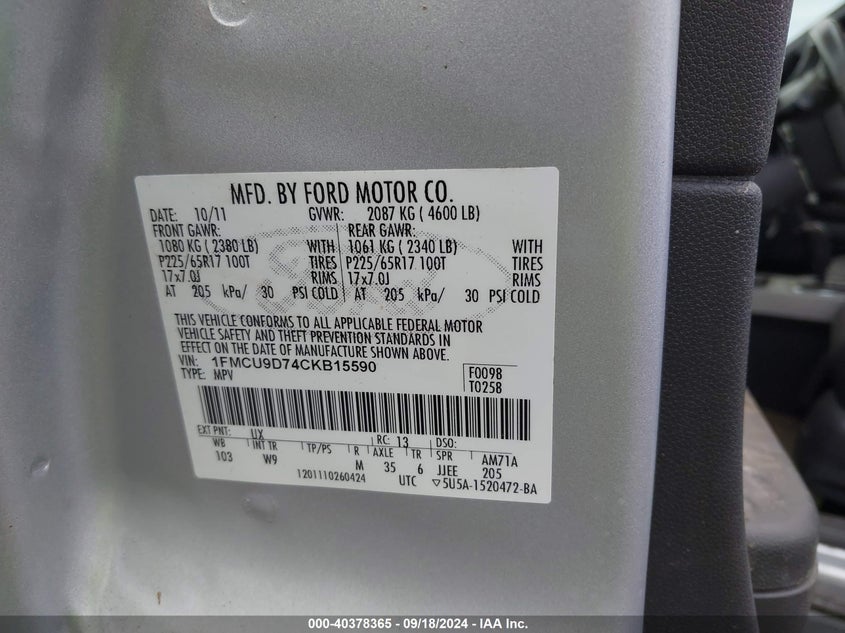 MFD. BY FORD MOTOR CO.
DATE: 10/11 GVWR: 2087 KG ( 4600 LB)
FRONT GAWR: REAR GAWR:
1080 KG ( 2380 LB) WITH 1061 KG ( 2340 LB) WITH
P225/65R17 100T TIRES P225/65R17 100T TIRES
17x7.0J RIMS 17x7.0J RIMS
AT 205 kPa/ 30 PSI COLD AT 205 kPa/ 30 PSI COLD
THIS VEHICLE CONFORMS TO ALL APPLICABLE FEDERAL MOTOR
VEHICLE SAFETY AND THEFT PREVENTION STANDARDS IN
EFFECT ON THE DATE OF MANUFACTURE SHOWN ABOVE.
VIN: 1FMCU9D74CKB15590 F0098
TYPE: MPV T0258
EXT PNT: UX RC: 13 DSO:
WB INT TR TP/PS R AXLE TR SPR AM71A
103 W9 M 35 6 JJEE 205
1201110260424 UTC ▽5U5A-1520472-BA
000-40378365 - 09/18/2024 - IAA Inc.